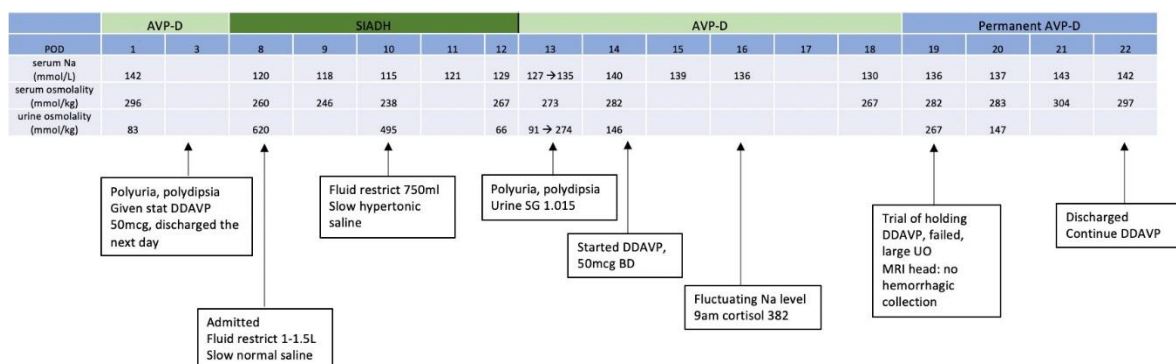 AVP-D SIADH AVP-D Permanent AVP-D
POD 1 3 8 9 10 11 12 13 14 15 16 17 18 19 20 21 22
serum Na
(mmol/L) 142 120 118 115 121 129 127 → 135 140 139 136 130 136 137 143 142
serum osmolality
(mmol/kg) 296 260 246 238 267 273 282 267 282 283 304 297
urine osmolality
(mmol/kg) 83 620 495 66 91 → 274 146 267 147
Polyuria, polydipsia
Given stat DDAVP
50mcg, discharged the
next day
Admitted
Fluid restrict 1-1.5L
Slow normal saline
Fluid restrict 750ml
Slow hypertonic
saline
Polyuria, polydipsia
Urine SG 1.015
Started DDAVP,
50mcg BD
Fluctuating Na level
9am cortisol 382
Trial of holding
DDAVP, failed,
large UO
MRI head: no
hemorrhagic
collection
Discharged
Continue DDAVP